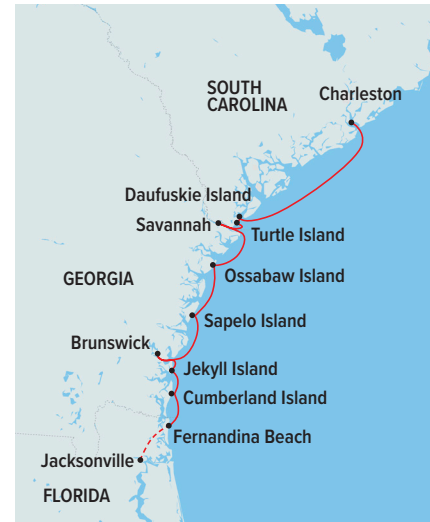 SOUTH
CAROLINA
Charleston
Daufuskie Island
Savannah
Turtle Island
Ossabaw Island
GEORGIA
Sapelo Island
Brunswick
Jekyll Island
Cumberland Island
Fernandina Beach
Jacksonville
FLORIDA